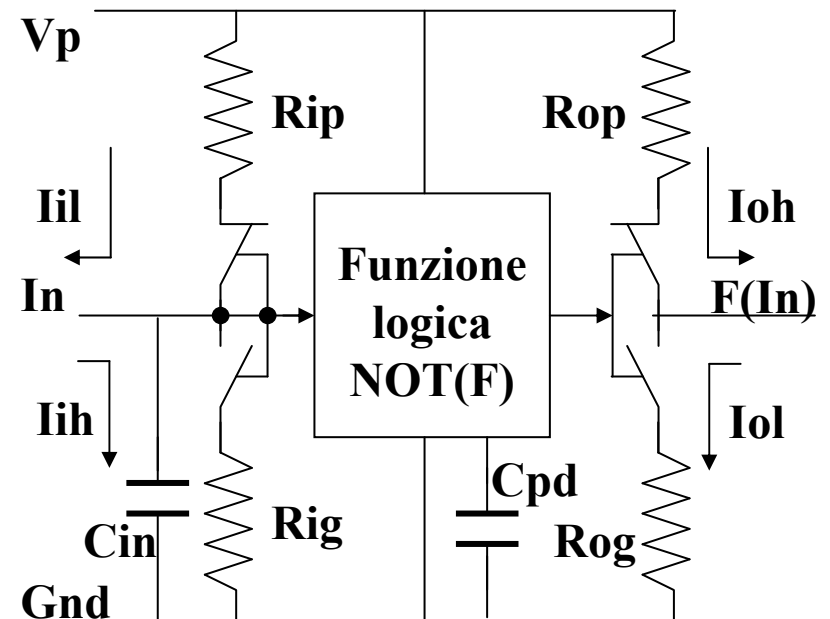 Vp
Rip
Rop
Iil
Ioh
In
Funzione
logica
NOT(F)
F(In)
Iih
Iol
Cpd
Cin
Rig
Rog
Gnd